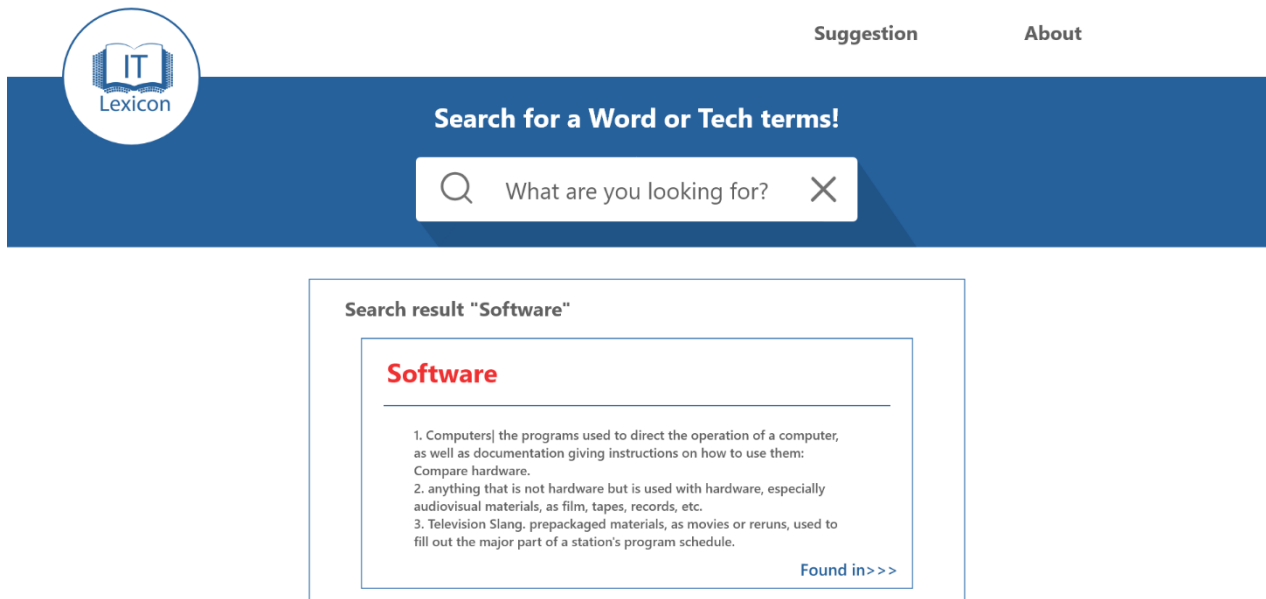 Suggestion About
IT
Lexicon
Search for a Word or Tech terms!
What are you looking for?
Search result "Software"
Software
1. Computers| the programs used to direct the operation of a computer,
as well as documentation giving instructions on how to use them:
Compare hardware.
2. anything that is not hardware but is used with hardware, especially
audiovisual materials, as film, tapes, records, etc.
3. Television Slang. prepackaged materials, as movies or reruns, used to
fill out the major part of a station's program schedule.
Found in>>>